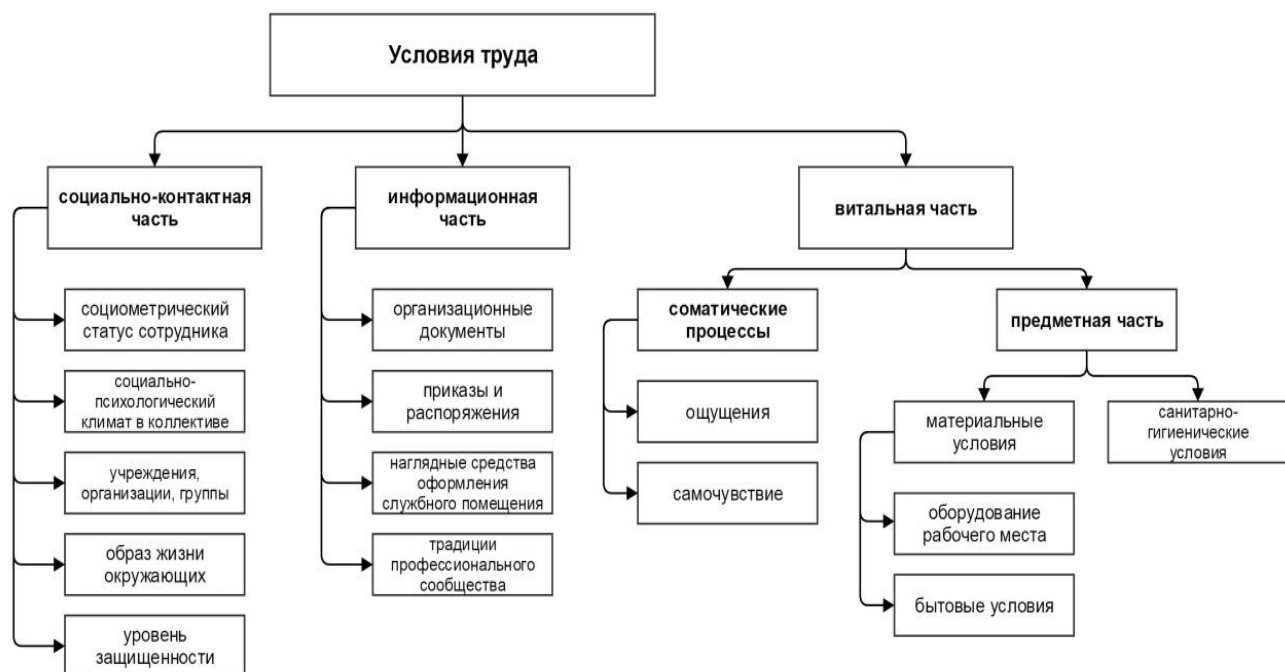 Условия труда
социально-контактная
часть
информационная
часть
витальная часть
социометрический
статус сотрудника
социально-
психологический
климат в коллективе
учреждения,
организации, группы
образ жизни
окружающих
уровень
защищенности
организационные
документы
приказы и
распоряжения
наглядные средства
оформления
службного помещения
традиции
профессионального
сообщества
соматические
процессы
ощущения
самочувствие
предметная часть
материальные
условия
оборудование
рабочего места
бытовые условия
санитарно-
гигиенические
условия